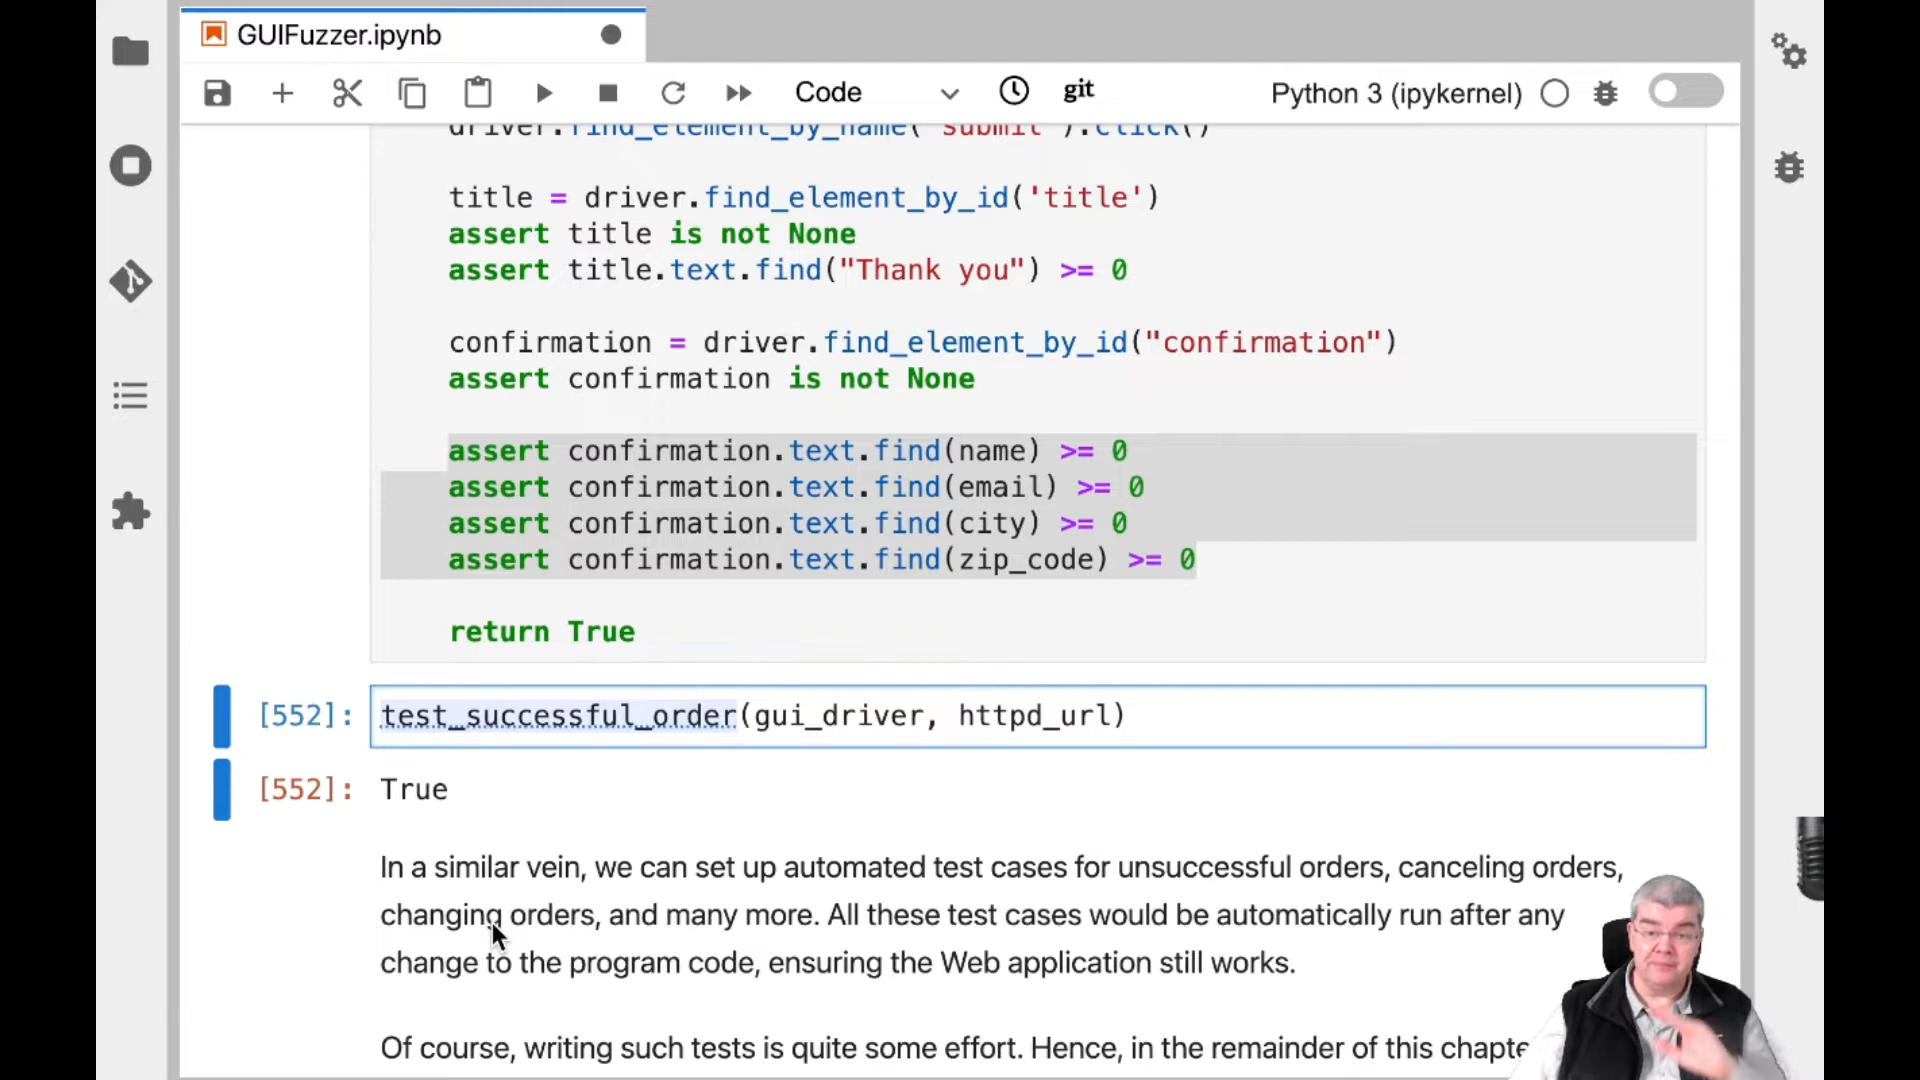 GUIFuzzer.ipynb
Code
git
Python 3 (ipykernel)
driver.find_element_by_name("submit").click()
title = driver.find_element_by_id('title')
assert title is not None
assert title.text.find("Thank you") >= 0
confirmation = driver.find_element_by_id("confirmation")
assert confirmation is not None
assert confirmation.text.find(name) >= 0
assert confirmation.text.find(email) >= 0
assert confirmation.text.find(city) >= 0
assert confirmation.text.find(zip_code) >= 0
return True
[552]: test_successful_order(gui_driver, httpd_url)
[552]: True
In a similar vein, we can set up automated test cases for unsuccessful orders, canceling orders,
changing orders, and many more. All these test cases would be automatically run after any
change to the program code, ensuring the Web application still works.
Of course, writing such tests is quite some effort. Hence, in the remainder of this chapte